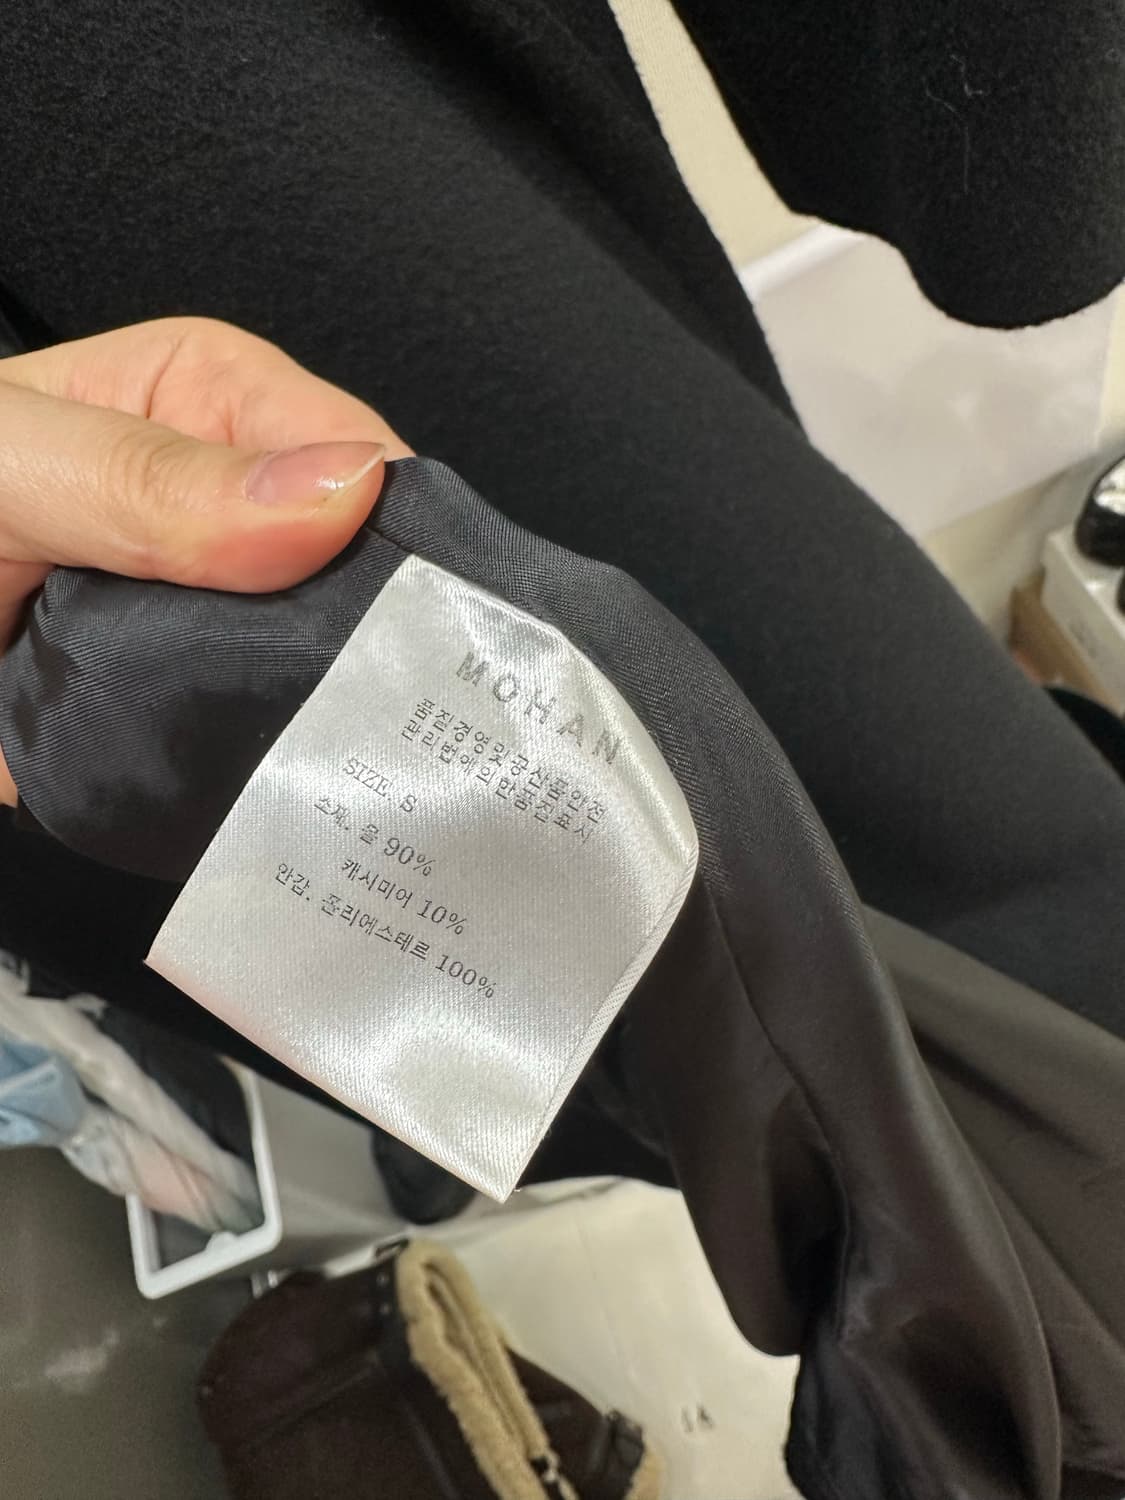 MOHAN
품질경영및공산품안전
관리법에의한품질표시
SIZE. S
소재. 울 90%
캐시미어 10%
안감. 폴리에스테르 100%